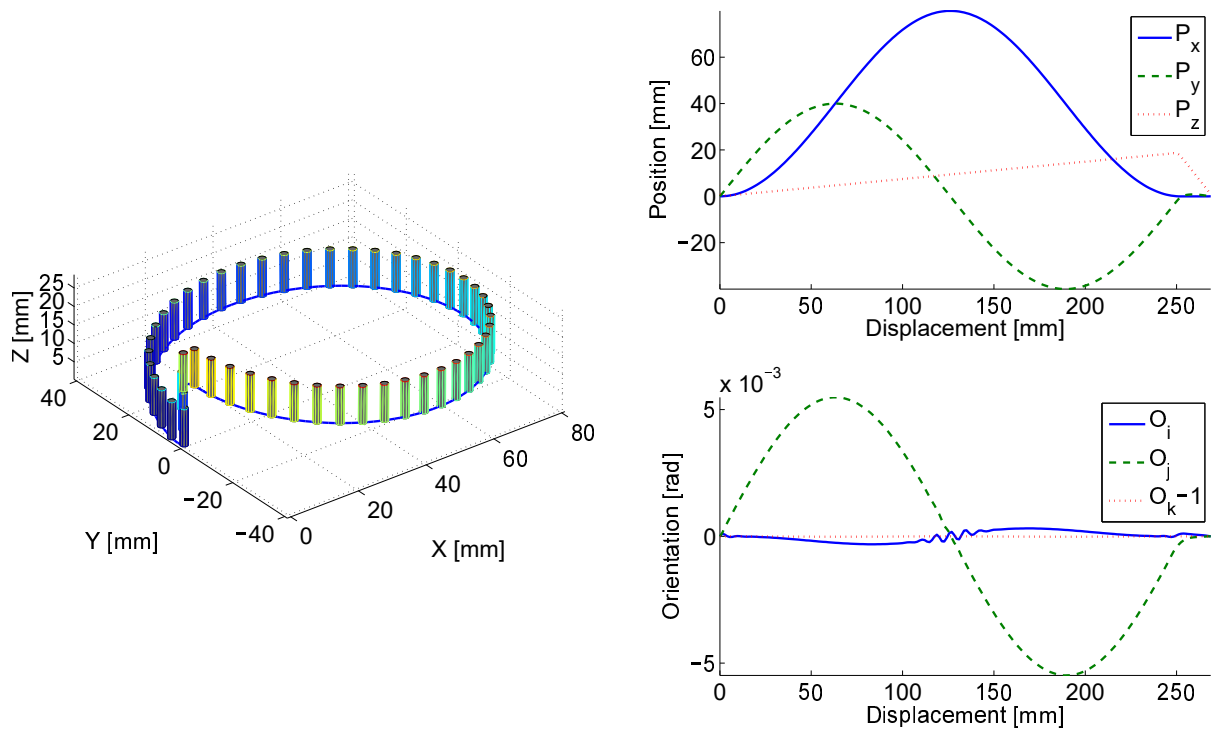 25
20
15
10
5
Z [mm]
40
20
0
−20
−40
Y [mm]
0
20
40
60
80
X [mm]
60
40
20
0
−20
Position [mm]
P_x
P_y
P_z
0 50 100 150 200 250
Displacement [mm]
x 10^−3
5
0
−5
Orientation [rad]
O_i
O_j
O_k−1
0 50 100 150 200 250
Displacement [mm]